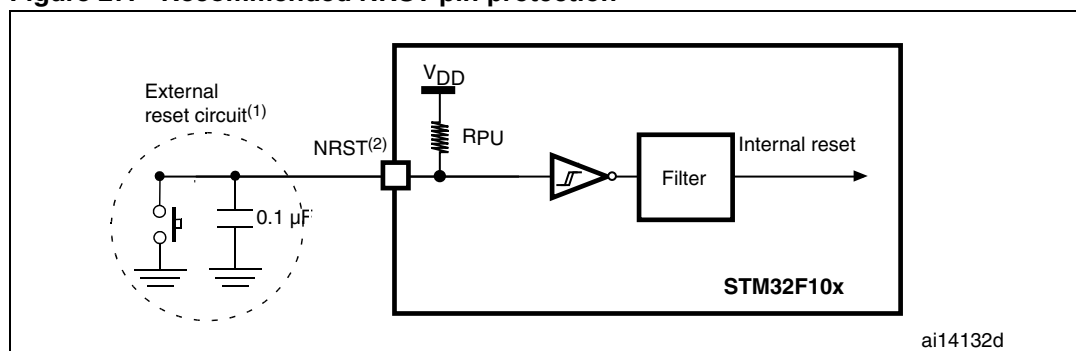 Figure 27. Recommended NRST pin protection
VDD
External
reset circuit(1)
NRST(2)
RPU
Internal reset
Filter
0.1 µF
STM32F10x
ai14132d